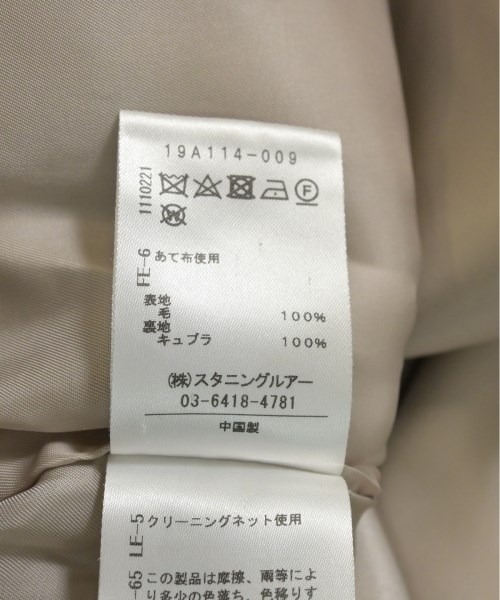 19A114-009
1110221
F
W
FE-6
あて布使用
表地
毛 100%
裏地
キュプラ 100%
(株)スタニングルアー
03-6418-4781
中国製
LE-5
クリーニングネット使用
-65
この製品は摩擦、雨等によ
り多少の色落ち、色移りす